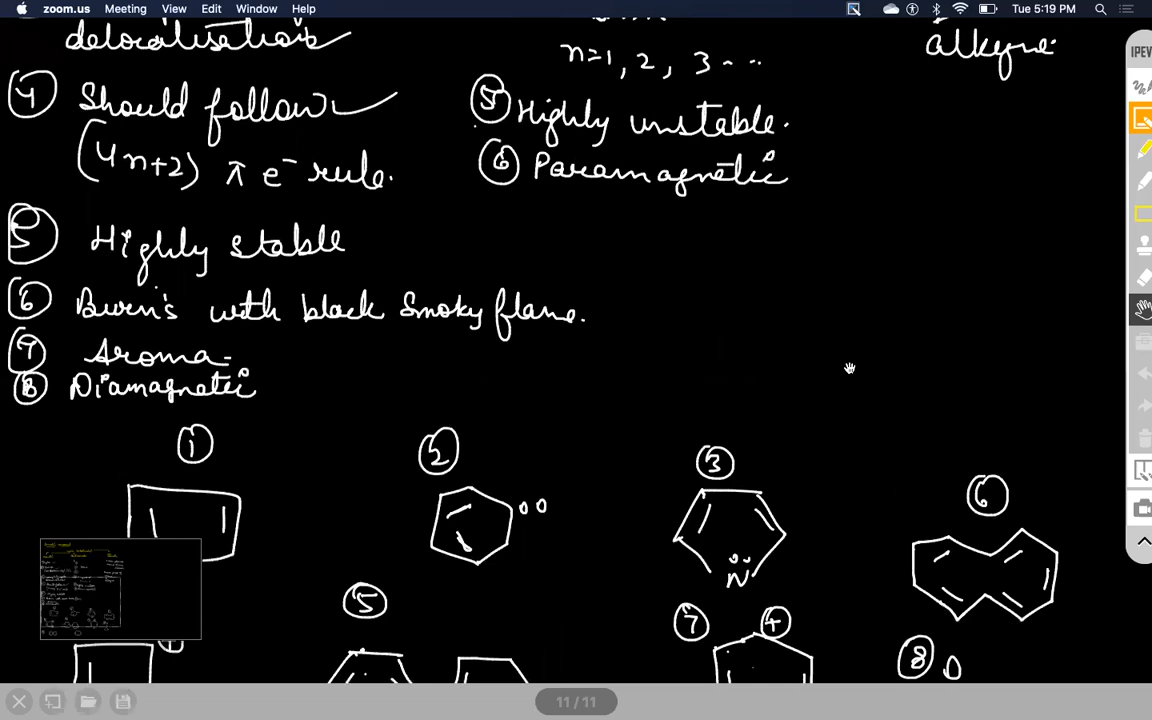 zoom.us Meeting View Edit Window Help Tue 5:19 PM
delocalisation
n=1, 2, 3 - ..
alkyne
IPEV
④ Should follow
(4n+2) π e⁻ rule.
⑤ Highly unstable.
⑥ Paramagnetic
⑤ Highly stable
⑥ Burn's with black Smoky flame.
⑦ Aroma-
⑧ Diamagnetic
① ② ③ ⑥
N
⑤ ⑦ ④ ⑧
11 / 11